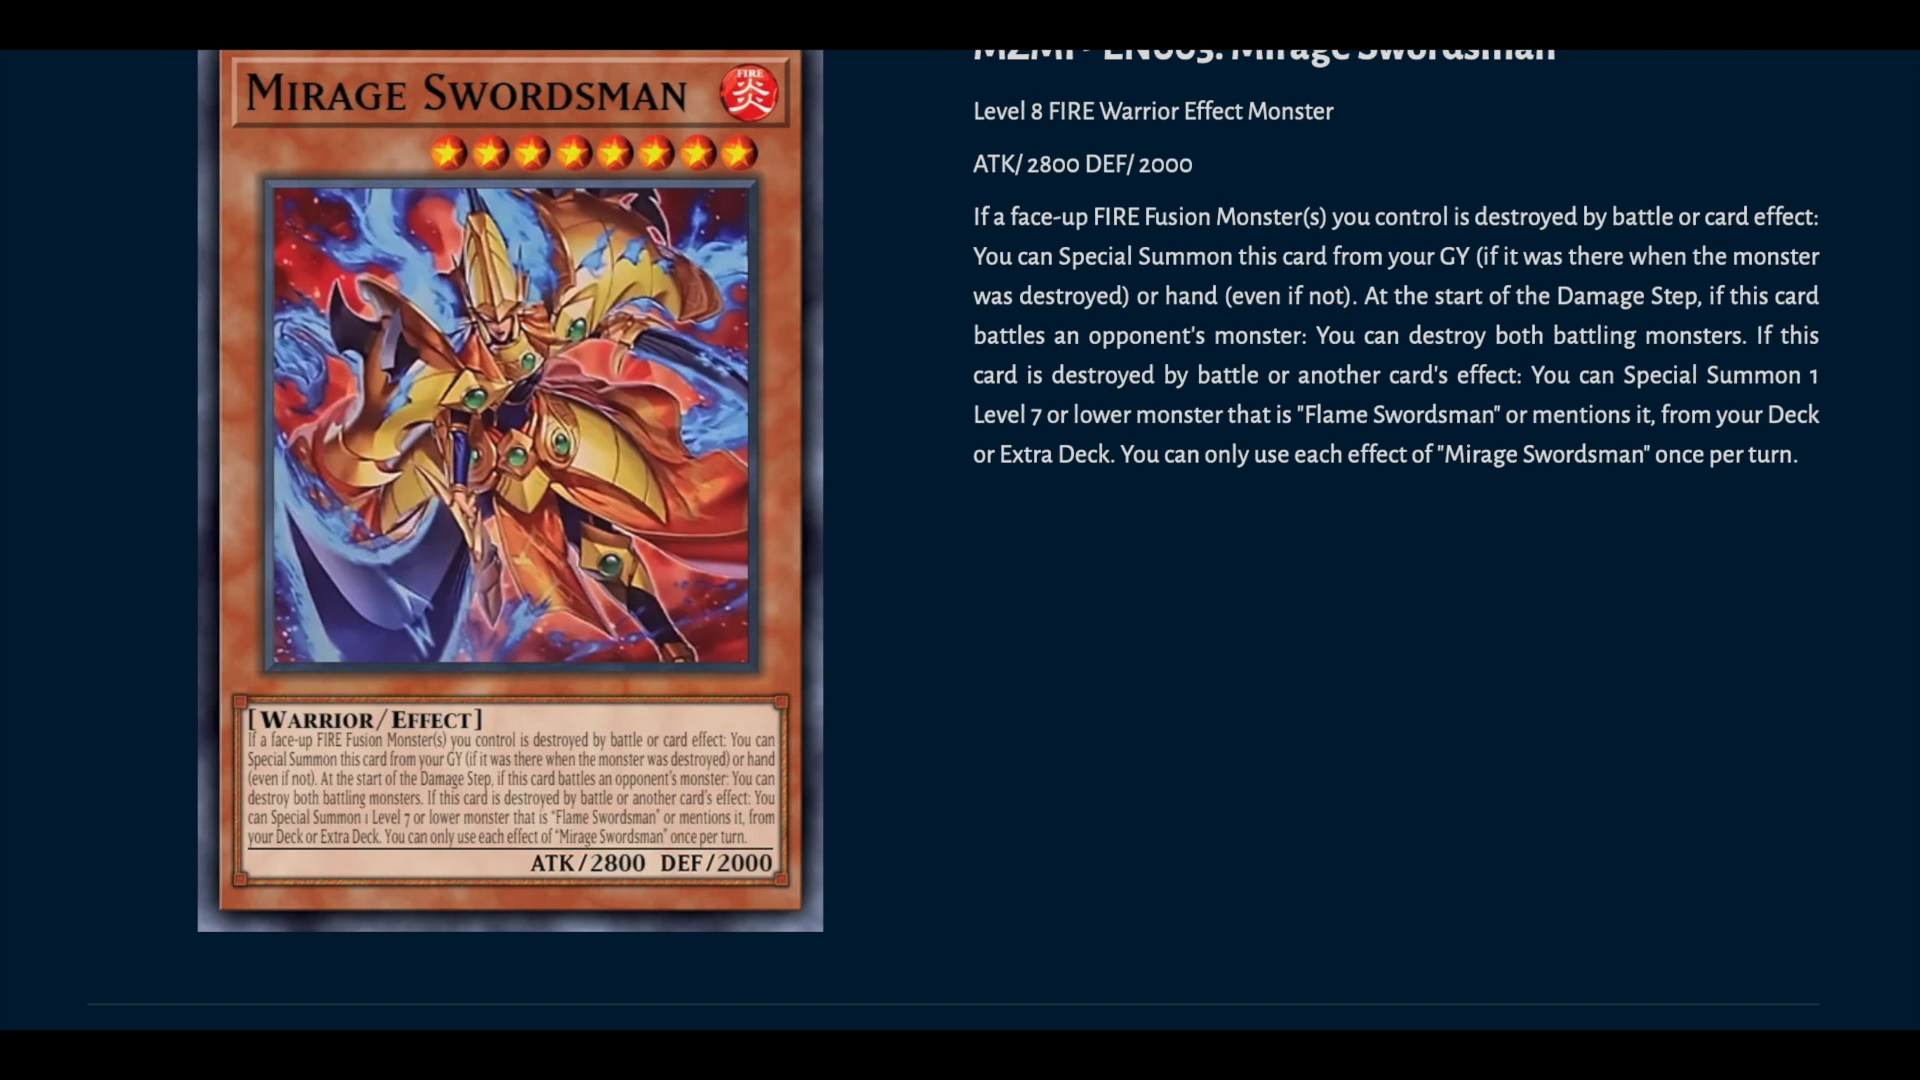 MIRAGE SWORDSMAN
FIRE
炎
[WARRIOR/EFFECT]
If a face-up FIRE Fusion Monster(s) you control is destroyed by battle or card effect: You can
Special Summon this card from your GY (if it was there when the monster was destroyed) or hand
(even if not). At the start of the Damage Step, if this card battles an opponent's monster: You can
destroy both battling monsters. If this card is destroyed by battle or another card's effect: You
can Special Summon 1 Level 7 or lower monster that is "Flame Swordsman" or mentions it, from
your Deck or Extra Deck. You can only use each effect of "Mirage Swordsman" once per turn.
ATK/2800 DEF/2000
MZMI - EN003: Mirage Swordsman
Level 8 FIRE Warrior Effect Monster
ATK/ 2800 DEF/ 2000
If a face-up FIRE Fusion Monster(s) you control is destroyed by battle or card effect:
You can Special Summon this card from your GY (if it was there when the monster
was destroyed) or hand (even if not). At the start of the Damage Step, if this card
battles an opponent's monster: You can destroy both battling monsters. If this
card is destroyed by battle or another card's effect: You can Special Summon 1
Level 7 or lower monster that is "Flame Swordsman" or mentions it, from your Deck
or Extra Deck. You can only use each effect of "Mirage Swordsman" once per turn.